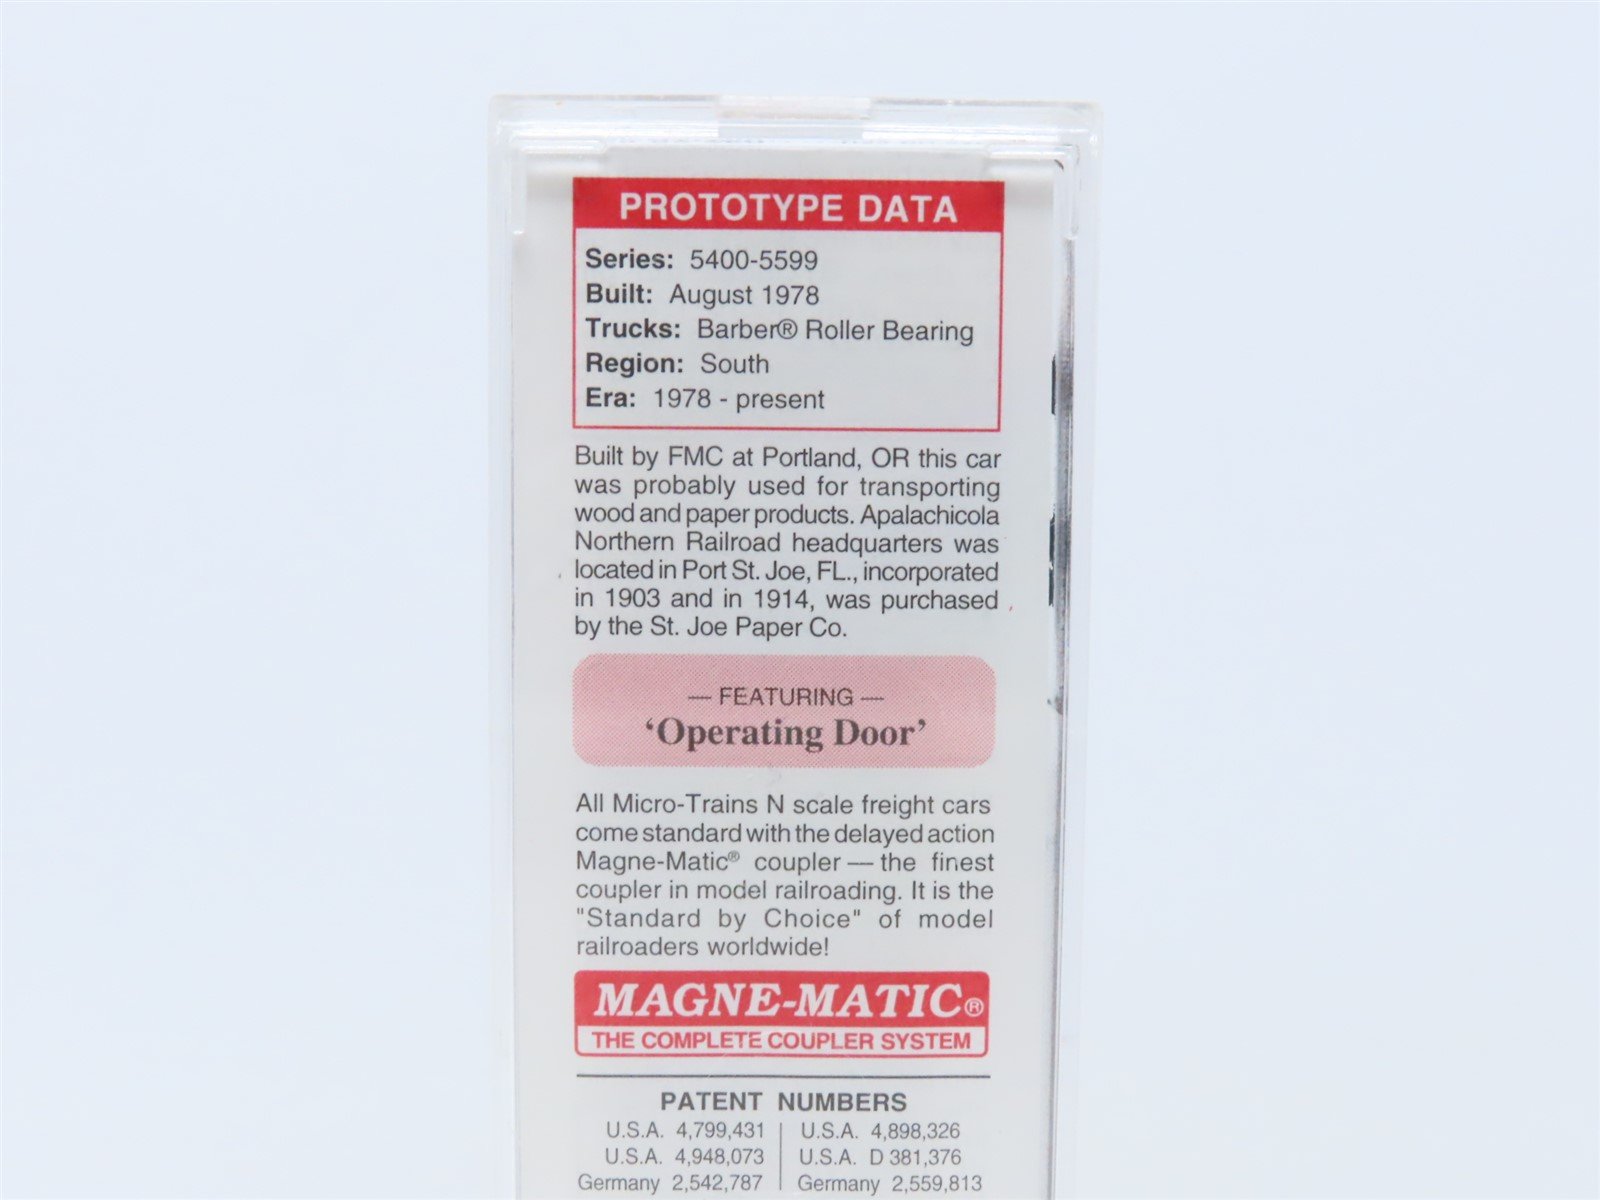 PROTOTYPE DATA
Series: 5400-5599
Built: August 1978
Trucks: Barber® Roller Bearing
Region: South
Era: 1978 - present
Built by FMC at Portland, OR this car
was probably used for transporting
wood and paper products. Apalachicola
Northern Railroad headquarters was
located in Port St. Joe, FL., incorporated
in 1903 and in 1914, was purchased
by the St. Joe Paper Co.
— FEATURING —
‘Operating Door’
All Micro-Trains N scale freight cars
come standard with the delayed action
Magne-Matic® coupler — the finest
coupler in model railroading. It is the
"Standard by Choice" of model
railroaders worldwide!
MAGNE-MATIC®
THE COMPLETE COUPLER SYSTEM
PATENT NUMBERS
U.S.A. 4,799,431 | U.S.A. 4,898,326
U.S.A. 4,948,073 | U.S.A. D 381,376
Germany 2,542,787 | Germany 2,559,813